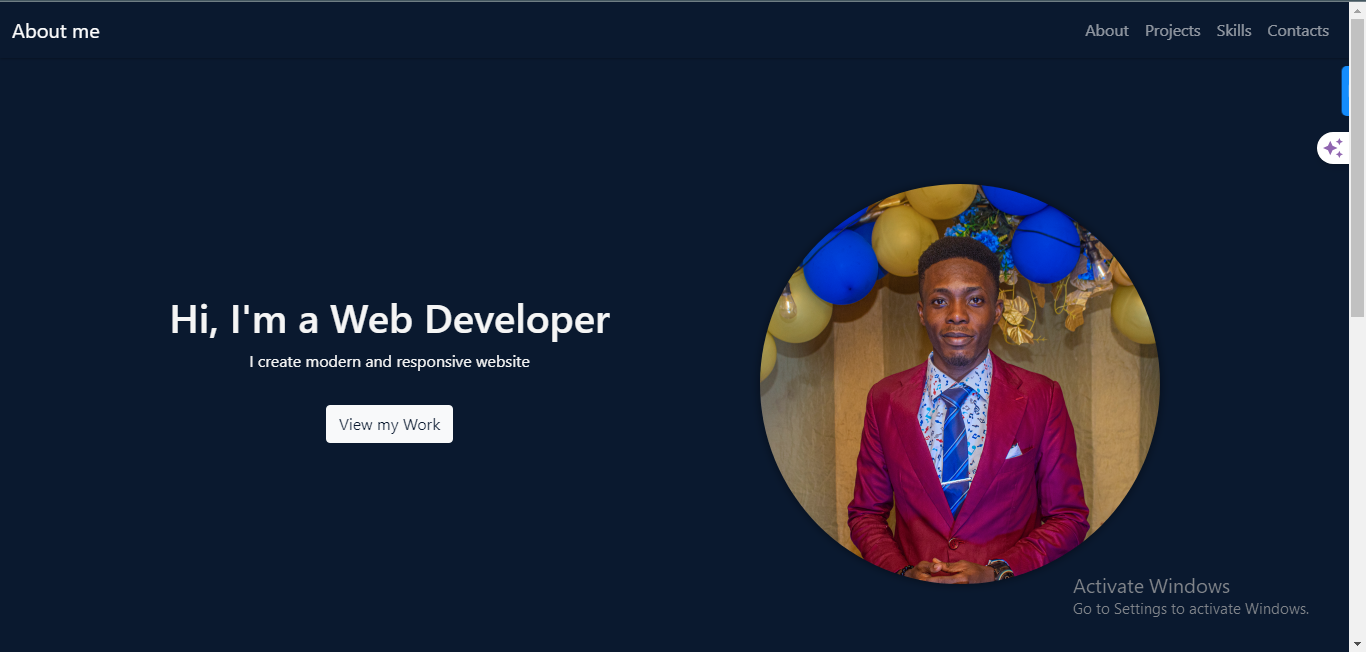 About me
About Projects Skills Contacts
Hi, I'm a Web Developer
I create modern and responsive website
View my Work
Activate Windows
Go to Settings to activate Windows.